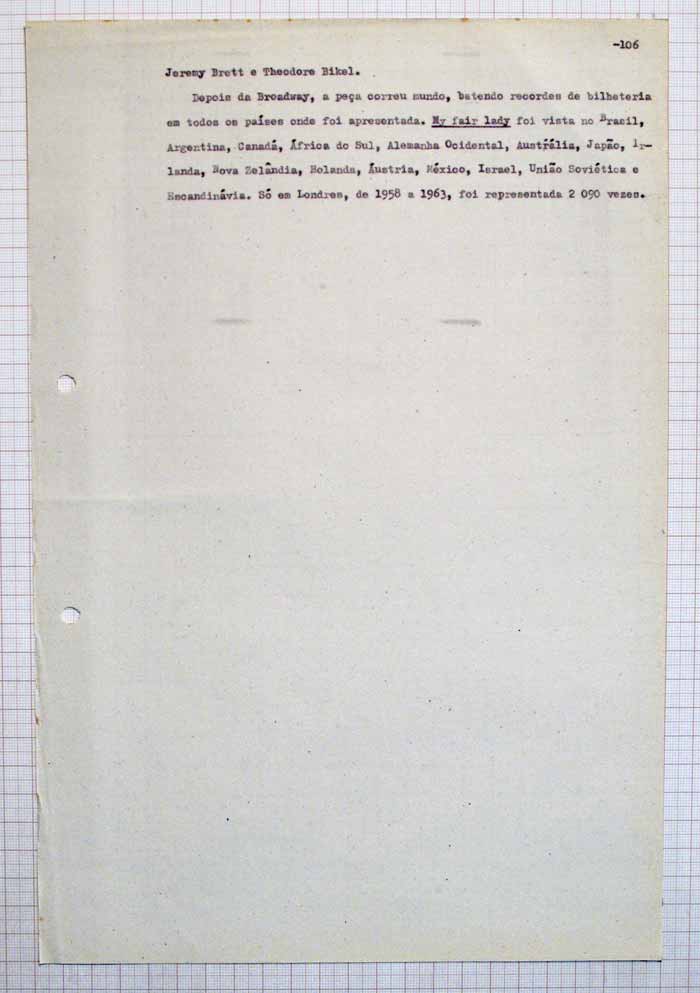 -106
Jeremy Brett e Theodore Bikel.
Depois da Broadway, a peça correu mundo, batendo recordes de bilheteria
em todos os países onde foi apresentada. My fair lady foi vista no Brasil,
Argentina, Canadá, África do Sul, Alemanha Ocidental, Austrália, Japão, Ir-
landa, Nova Zelândia, Holanda, Áustria, México, Israel, União Soviética e
Escandinávia. Só em Londres, de 1958 a 1963, foi representada 2 090 vezes.